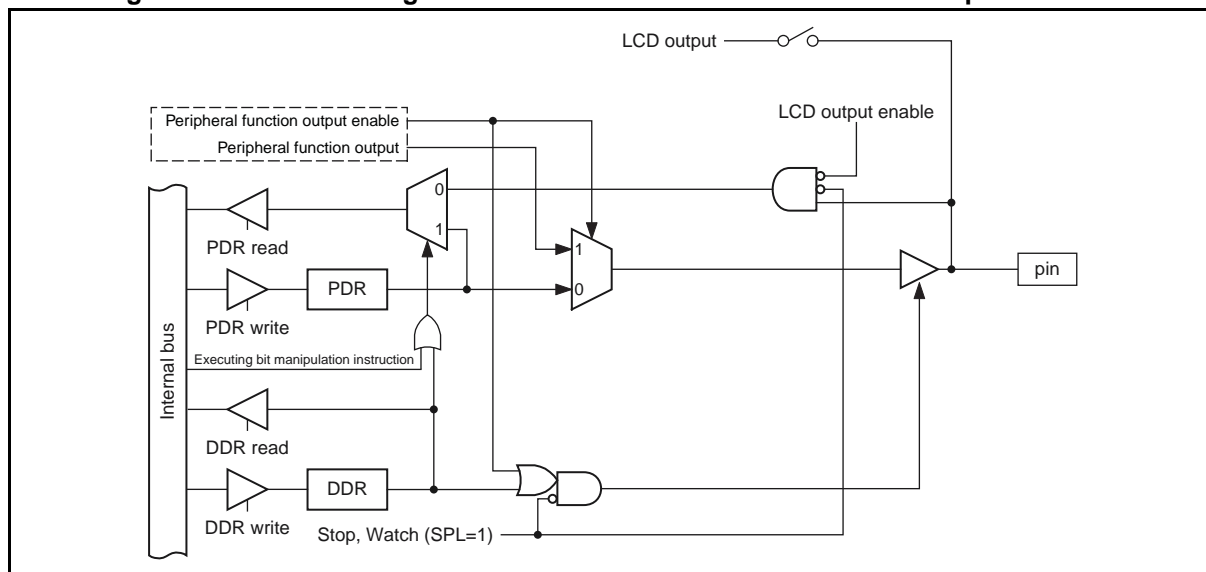 LCD output
LCD output enable
Peripheral function output enable
Peripheral function output
0
1
PDR read
1
pin
PDR
0
PDR write
Executing bit manipulation instruction
Internal bus
DDR read
DDR
DDR write
Stop, Watch (SPL=1)